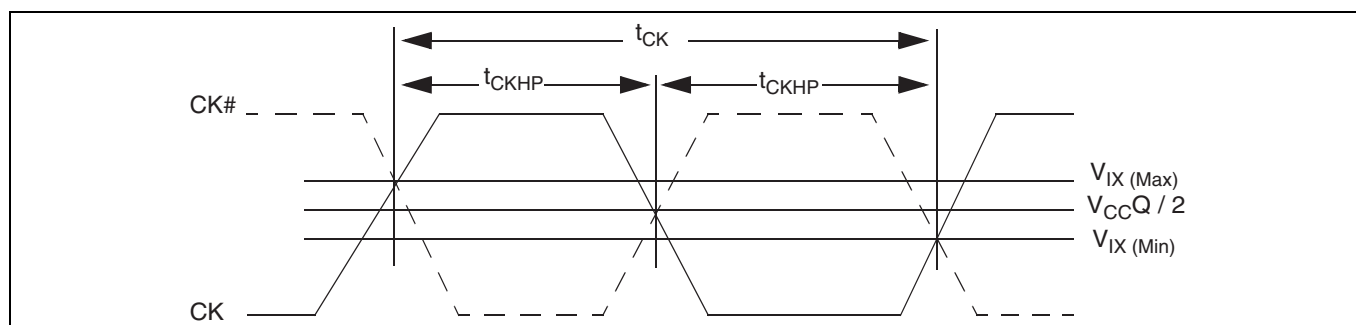 tCK
tCKHP tCKHP
CK#
VIX (Max)
VCCQ / 2
VIX (Min)
CK